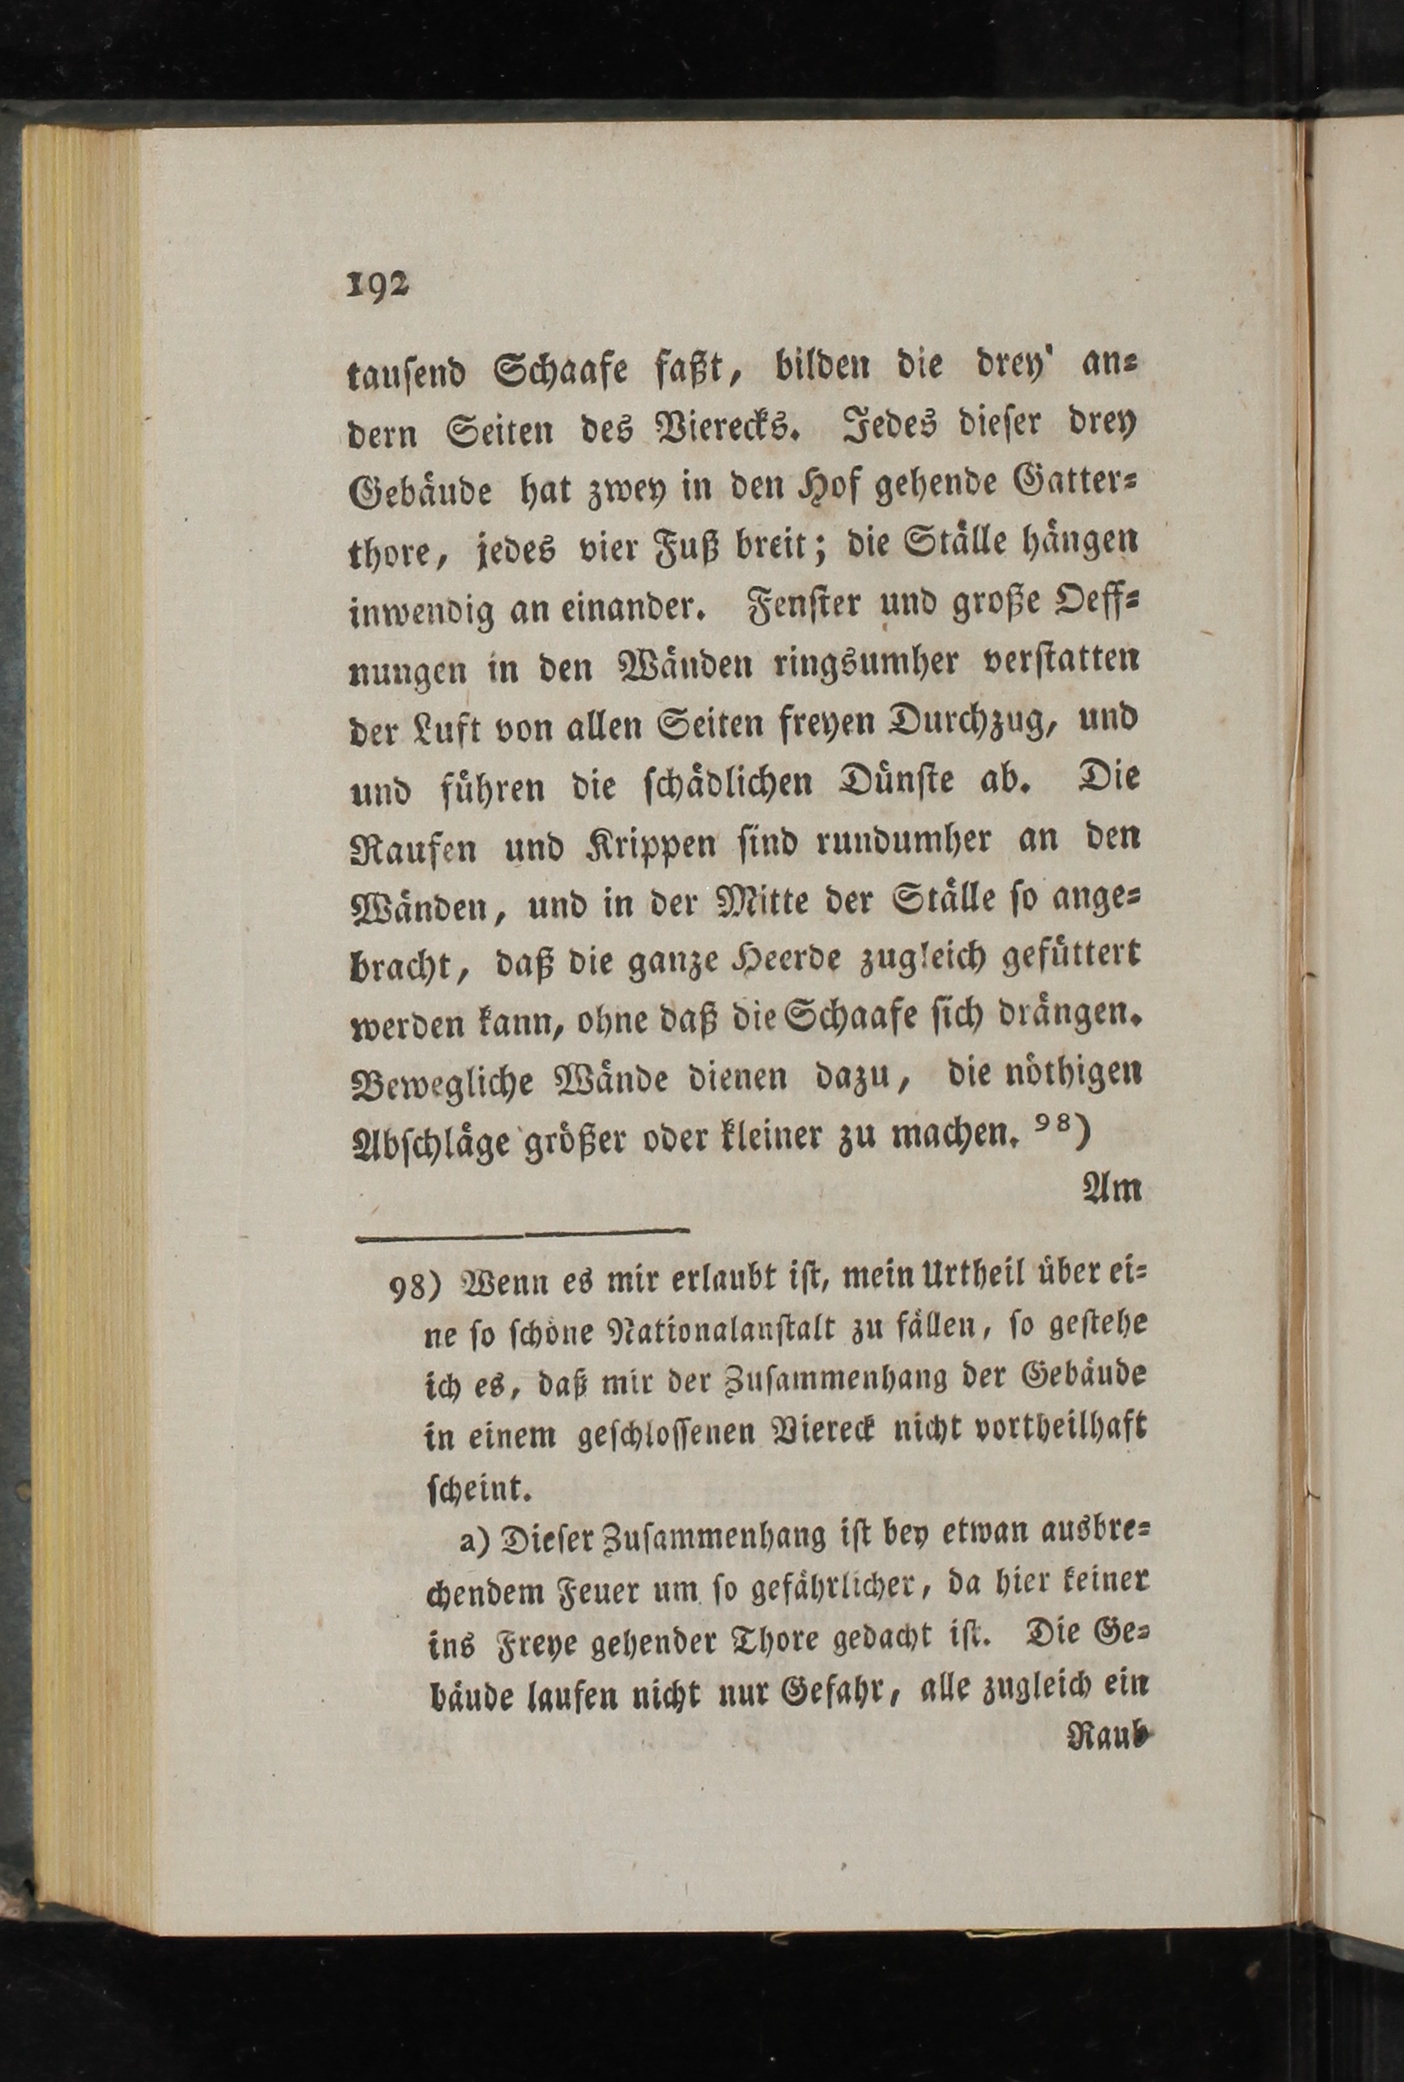 192
tauſend Schaafe faßt, bilden die drey an⸗
dern Seiten des Vierecks. Jedes dieſer drey
Gebäude hat zwey in den Hof gehende Gatter⸗
thore, jedes vier Fuß breit; die Ställe hängen
inwendig an einander. Fenſter und große Oeff⸗
nungen in den Wänden ringsumher verſtatten
der Luft von allen Seiten freyen Durchzug, und
und führen die ſchädlichen Dünſte ab. Die
Raufen und Krippen ſind rundumher an den
Wänden, und in der Mitte der Ställe ſo ange⸗
bracht, daß die ganze Heerde zugleich gefüttert
werden kann, ohne daß die Schaafe ſich drängen.
Bewegliche Wände dienen dazu, die nöthigen
Abſchläge größer oder kleiner zu machen. ⁹⁸)
Am
98) Wenn es mir erlaubt iſt, mein Urtheil über ei⸗
ne ſo ſchöne Nationalanſtalt zu fällen, ſo geſtehe
ich es, daß mir der Zuſammenhang der Gebäude
in einem geſchloſſenen Viereck nicht vortheilhaft
ſcheint.
a) Dieſer Zuſammenhang iſt bey etwan ausbre⸗
chendem Feuer um ſo gefährlicher, da hier keiner
ins Freye gehender Thore gedacht iſt. Die Ge⸗
bäude laufen nicht nur Gefahr, alle zugleich ein
Raub